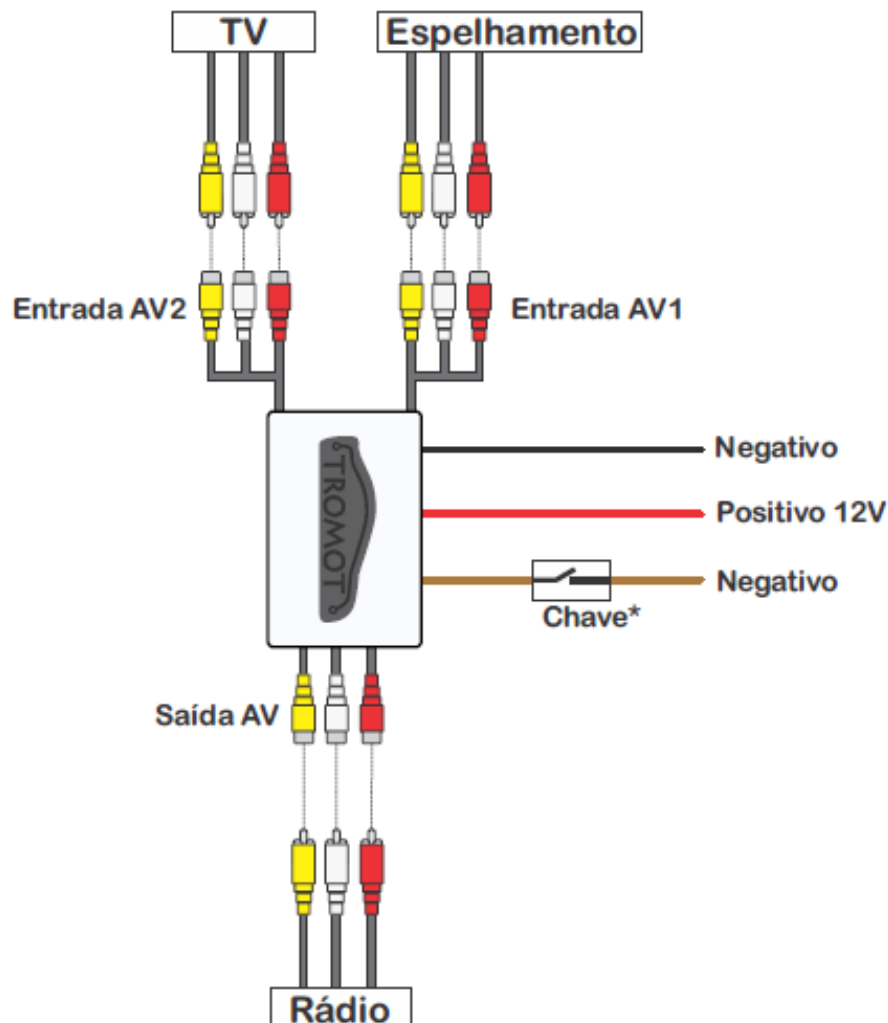 TV
Espelhamento
Entrada AV2
Entrada AV1
TROMOT
Negativo
Positivo 12V
Negativo
Chave*
Saída AV
Rádio